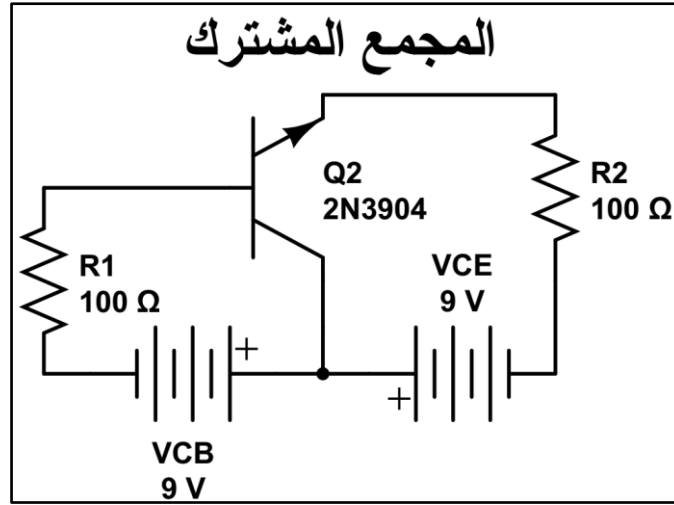 المجمع المشترك
Q2
2N3904
R2
100 Ω
R1
100 Ω
VCE
9 V
+
+
VCB
9 V